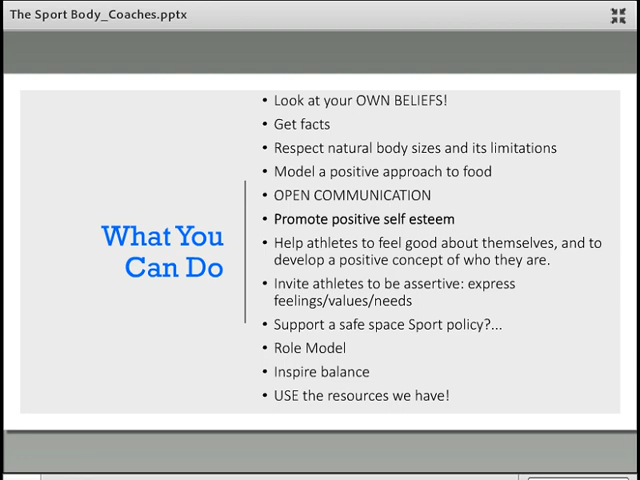 The Sport Body_Coaches.pptx
What You
Can Do
• Look at your OWN BELIEFS!
• Get facts
• Respect natural body sizes and its limitations
• Model a positive approach to food
• OPEN COMMUNICATION
• Promote positive self esteem
• Help athletes to feel good about themselves, and to
develop a positive concept of who they are.
• Invite athletes to be assertive: express
feelings/values/needs
• Support a safe space Sport policy?...
• Role Model
• Inspire balance
• USE the resources we have!